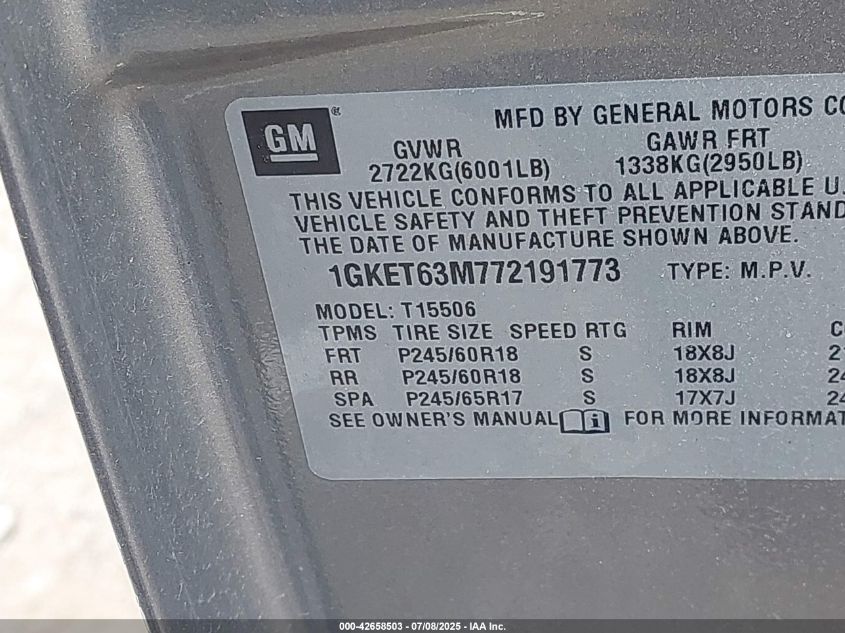 GM®
MFD BY GENERAL MOTORS
GVWR GAWR FRT
2722KG(6001LB) 1338KG(2950LB)
THIS VEHICLE CONFORMS TO ALL APPLICABLE U.
VEHICLE SAFETY AND THEFT PREVENTION STAND
THE DATE OF MANUFACTURE SHOWN ABOVE.
1GKET63M772191773 TYPE: M.P.V.
MODEL: T15506
TPMS TIRE SIZE SPEED RTG RIM
FRT P245/60R18 S 18X8J
RR P245/60R18 S 18X8J
SPA P245/65R17 S 17X7J
SEE OWNER'S MANUAL FOR MORE INFORMAT
000-42658503 - 07/08/2025 - IAA Inc.